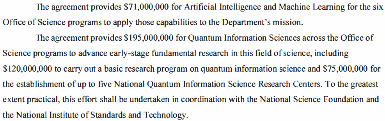 The agreement provides $71,000,000 for Artificial Intelligence and Machine Learning for the six
Office of Science programs to apply those capabilities to the Department's mission.
The agreement provides $195,000,000 for Quantum Information Sciences across the Office of
Science programs to advance early-stage fundamental research in this field of science, including
$120,000,000 to carry out a basic research program on quantum information science and $75,000,000 for
the establishment of up to five National Quantum Information Science Research Centers. To the greatest
extent practical, this effort shall be undertaken in coordination with the National Science Foundation and
the National Institute of Standards and Technology.